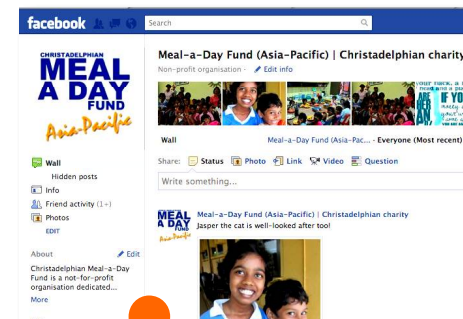 facebook
Search
CHRISTADELPHIAN
MEAL
A DAY
FUND
Asia-Pacific
Meal-a-Day Fund (Asia-Pacific) | Christadelphian charity
Non-profit organisation · Edit info
IF YO
Wall
Meal-a-Day Fund (Asia-Pac... · Everyone (Most recent)
Share: Status Photo Link Video Question
Write something...
Wall
Hidden posts
Info
Friend activity (1+)
Photos
EDIT
About Edit
Christadelphian Meal-a-Day
Fund is a not-for-profit
organisation dedicated...
More
MEAL
A DAY
Asia-Pacific
Meal-a-Day Fund (Asia-Pacific) | Christadelphian charity
Jasper the cat is well-looked after too!